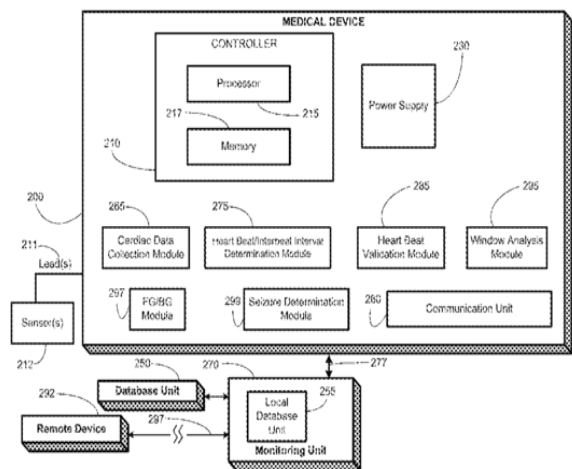 MEDICAL DEVICE
CONTROLLER
Processor
217
215
Memory
210
230
Power Supply
200
211
Lead(s)
Sensor(s)
212
265
Cardiac Data
Collection Module
275
Heart Beat/Interbeat Interval
Determination Module
285
Heart Beat
Validation Module
295
Window Analysis
Module
297
FG/BG
Module
299
Seizure Determination
Module
280
Communication Unit
277
250
Database Unit
270
255
Local
Database
Unit
Monitoring Unit
292
Remote Device
297